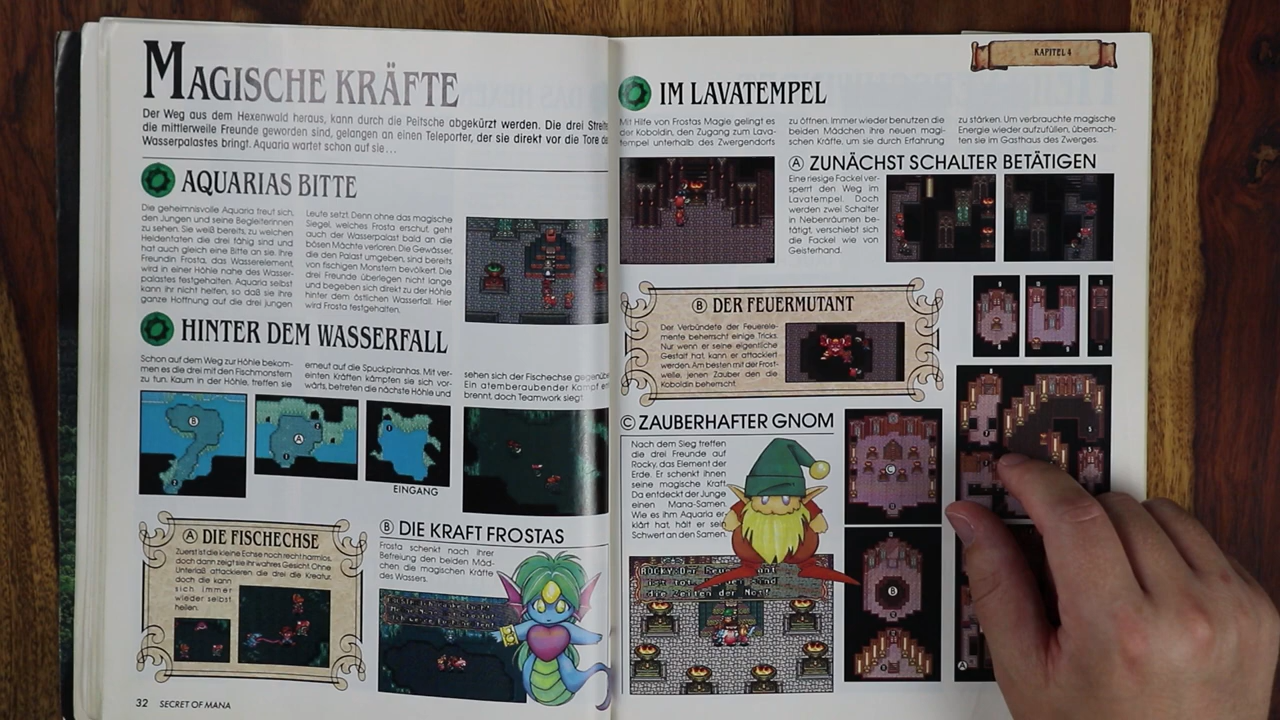 MAGISCHE KRÄFTE
Der Weg aus dem Hexenwald heraus, kann durch die Peitsche abgekürzt werden. Die drei
die mittlerweile Freunde geworden sind, gelangen an einen Teleporter, der sie direkt vor die Tore
Wasserpalastes bringt. Aquaria wartet schon auf sie...
AQUARIAS BITTE
Die geheimnisvolle Aquaria freut sich,
den Jungen und seine Begleiterinnen
zu sehen. Sie weiß bereits, zu welchen
Heldentaten die drei fähig sind und
hat auch gleich eine Bitte an sie. Ihre
Freundin Frosta, das Wasserelement,
wird in einer Höhle nahe des Wasser-
palastes festgehalten. Aquaria selbst
kann ihr nicht helfen, so daß sie ihre
ganze Hoffnung auf die drei jungen
Leute setzt. Denn ohne das magische
Siegel, welches Frosta erschuf, geht
auch der Wasserpalast bald an die
bösen Mächte verloren. Die Gewässer,
die den Palast umgeben, sind bereits
von fischigen Monstern bevölkert. Die
drei Freunde überlegen nicht lange
und begeben sich direkt zu der Höhle
hinter dem östlichen Wasserfall. Hier
wird Frosta festgehalten.
HINTER DEM WASSERFALL
Schon auf dem Weg zur Höhle bekom-
men es die drei mit den Fischmonstern
zu tun. Kaum in der Höhle, treffen sie
erneut auf die Spuckpiranhas. Mit ver-
einten Kräften kämpfen sie sich vor-
wärts, betreten die nächste Höhle und
sehen sich der Fischechse
Ein atemberaubender Kampf
brennt, doch Teamwork siegt.
B
A
EINGANG
A DIE FISCHECHSE
Zuerst ist die kleine Echse noch recht harmlos,
doch dann zeigt sie ihr wahres Gesicht. Ohne
Unterlaß attackieren die drei die Kreatur,
doch die kann
sich immer
wieder selbst
heilen.
B DIE KRAFT FROSTAS
Frosta schenkt nach ihrer
Befreiung den beiden Mäd-
chen die magischen Kräfte
des Wassers.
32 SECRET OF MANA
KAPITEL 4
IM LAVATEMPEL
Mit Hilfe von Frostas Magie gelingt es
der Koboldin, den Zugang zum Lava-
tempel unterhalb des Zwergendorfs
zu öffnen. Immer wieder benutzen die
beiden Mädchen ihre neuen magi-
schen Kräfte, um sie durch Erfahrung
zu stärken. Um verbrauchte magische
Energie wieder aufzufüllen, übernach-
ten sie im Gasthaus des Zwerges.
A ZUNÄCHST SCHALTER BETÄTIGEN
Eine riesige Fackel ver-
sperrt den Weg im
Lavatempel. Doch
werden zwei Schalter
in Nebenräumen be-
tätigt, verschiebt sich
die Fackel wie von
Geisterhand.
B DER FEUERMUTANT
Der Verbündete der Feuerele-
mente beherrscht einige Tricks.
Nur wenn er seine eigentliche
Gestalt hat, kann er attackiert
werden. Am besten mit der Frost-
welle, jenen Zauber den die
Koboldin beherrscht.
C ZAUBERHAFTER GNOM
Nach dem Sieg treffen
die drei Freunde auf
Rocky, das Element der
Erde. Er schenkt ihnen
seine magische Kraft.
Da entdeckt der Junge
einen Mana-Samen.
Wie es ihm Aquaria er-
klärt hat, hält er sein
Schwert an den Samen.
die Zeiten der Not!
C
B
A